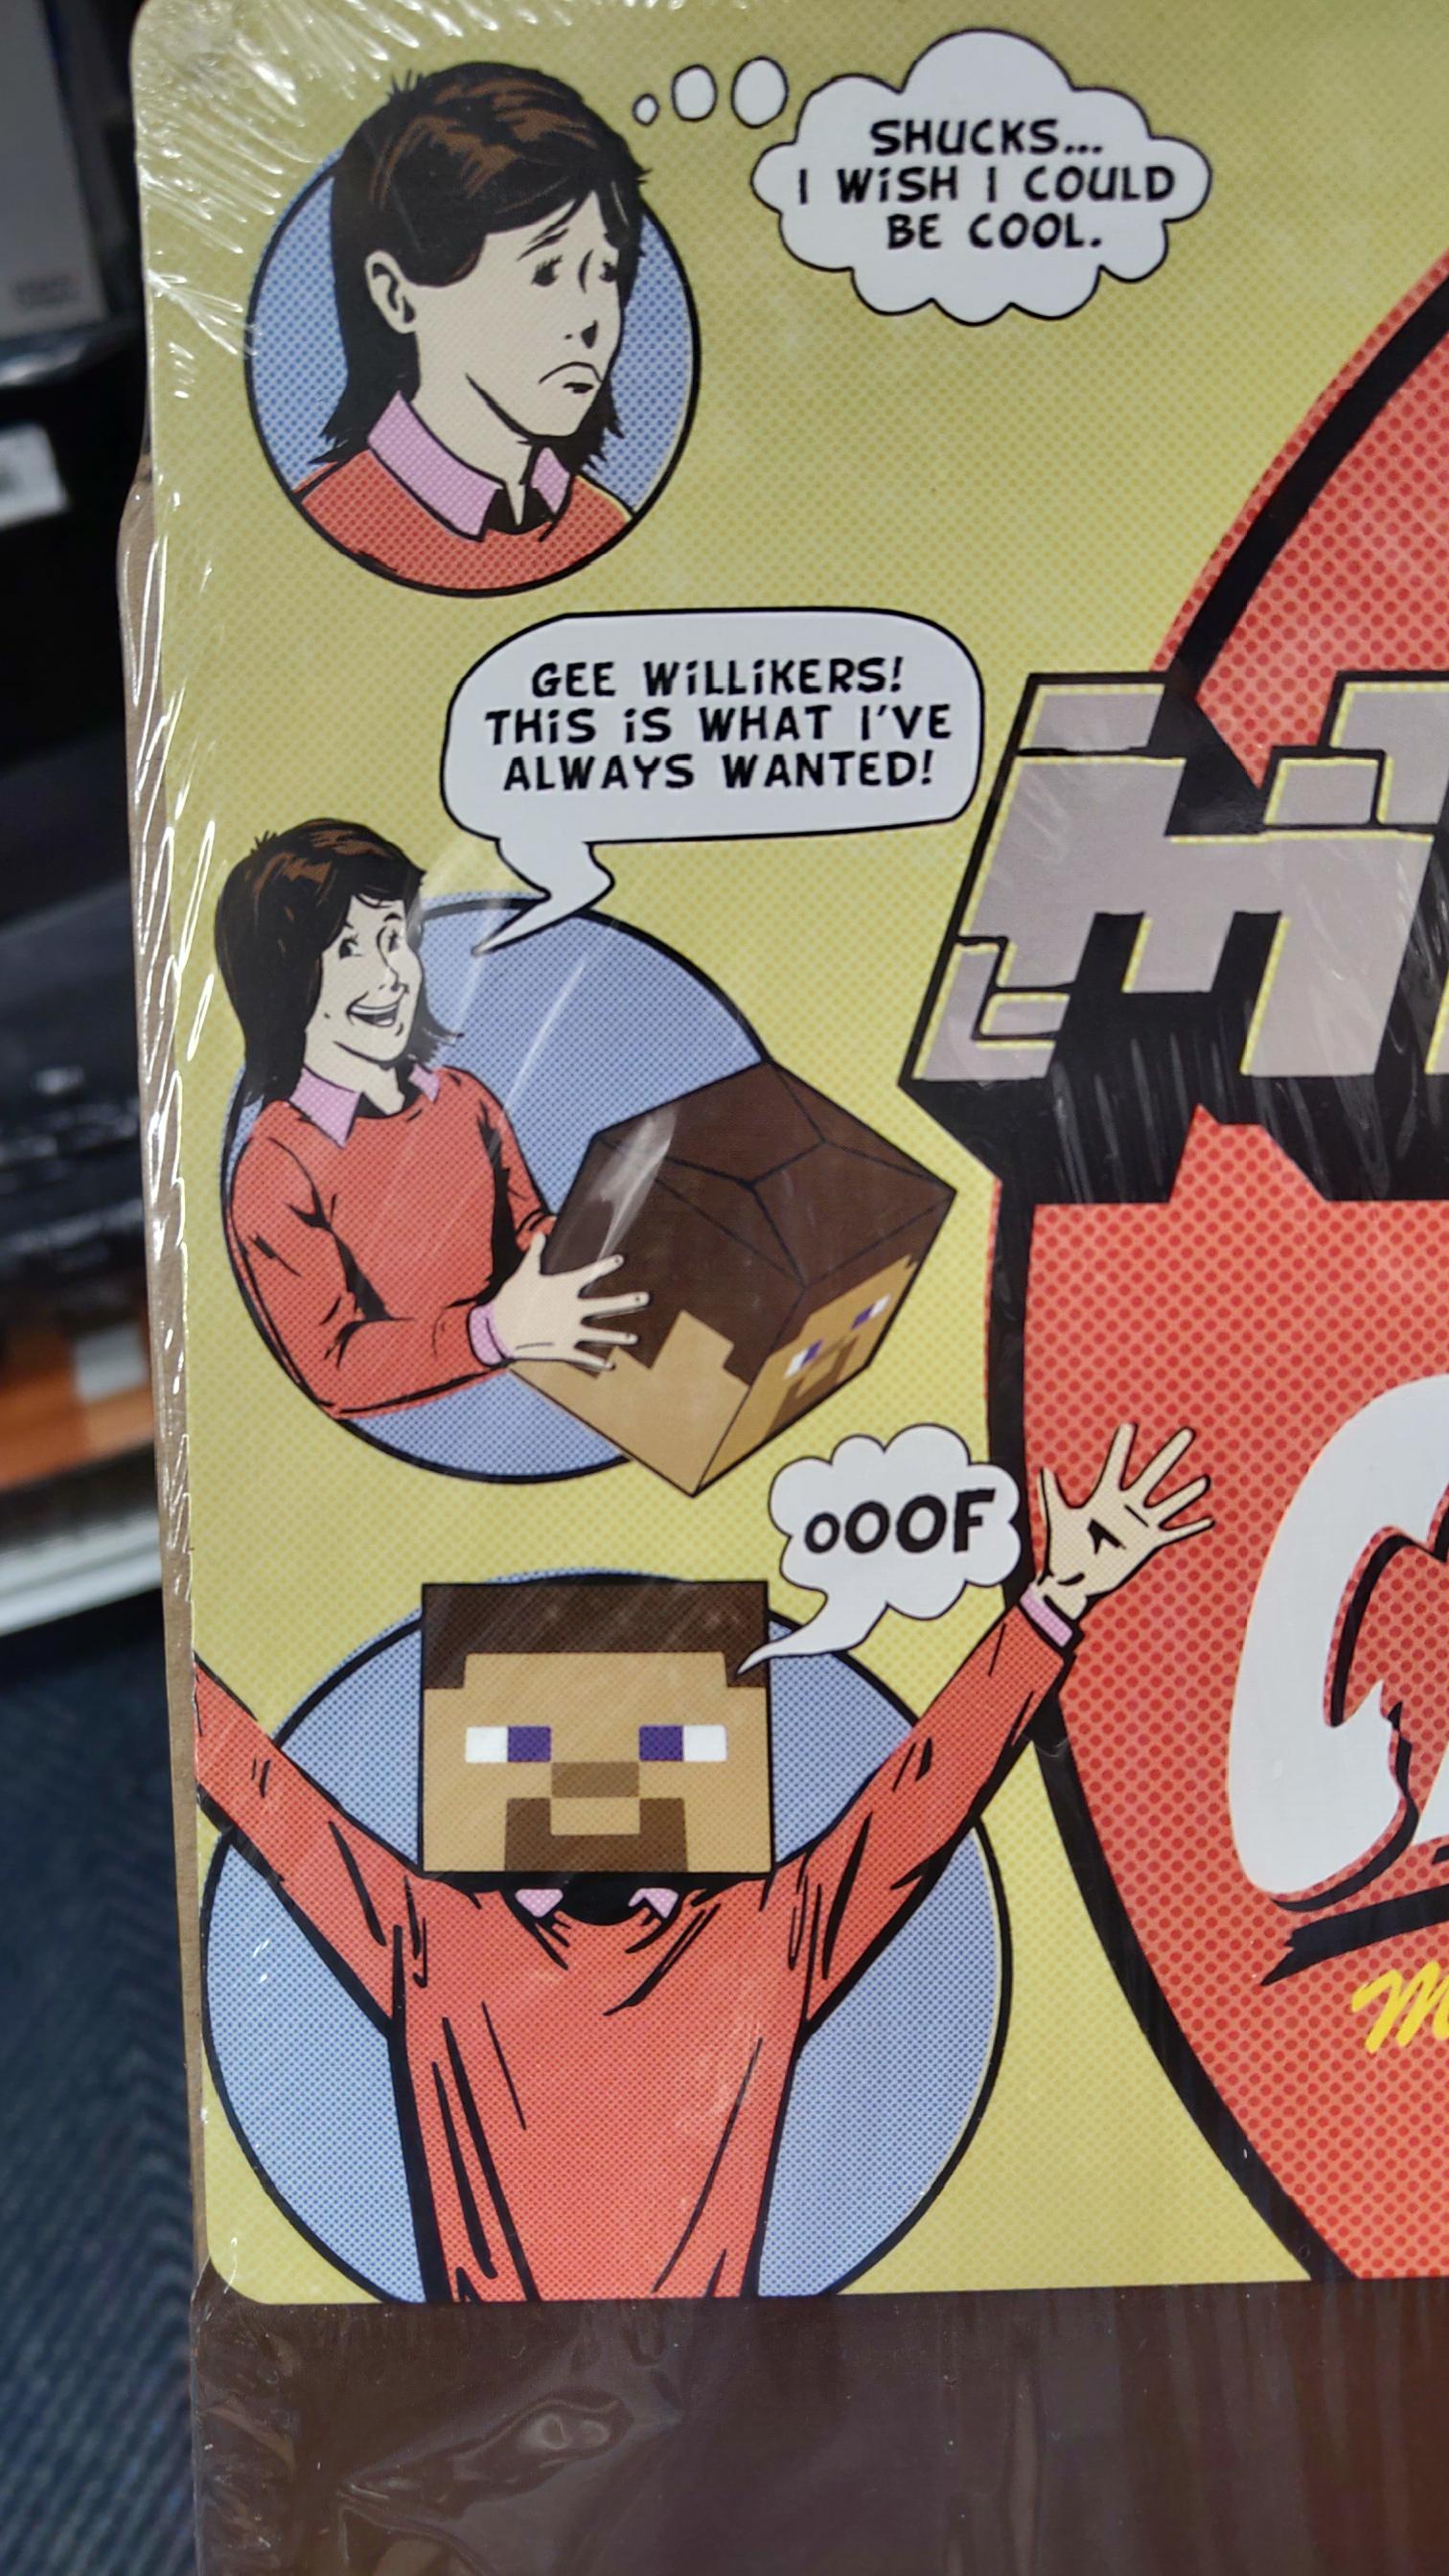 SHUCKS...
I WiSH I COULD
BE COOL.
GEE WiLLiKERS!
THiS iS WHAT I'VE
ALWAYS WANTED!
OOOF